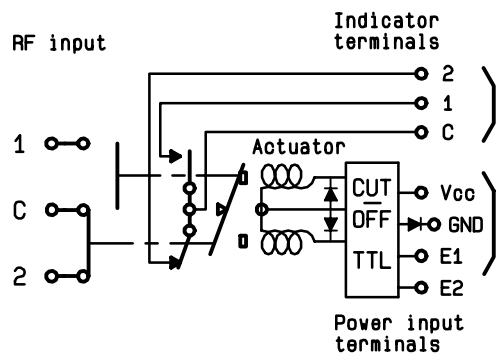 Indicator
terminals
RF input
2
1
C
Actuator
1
C
2
CUT
OFF
TTL
Vcc
GND
E1
E2
Power input
terminals